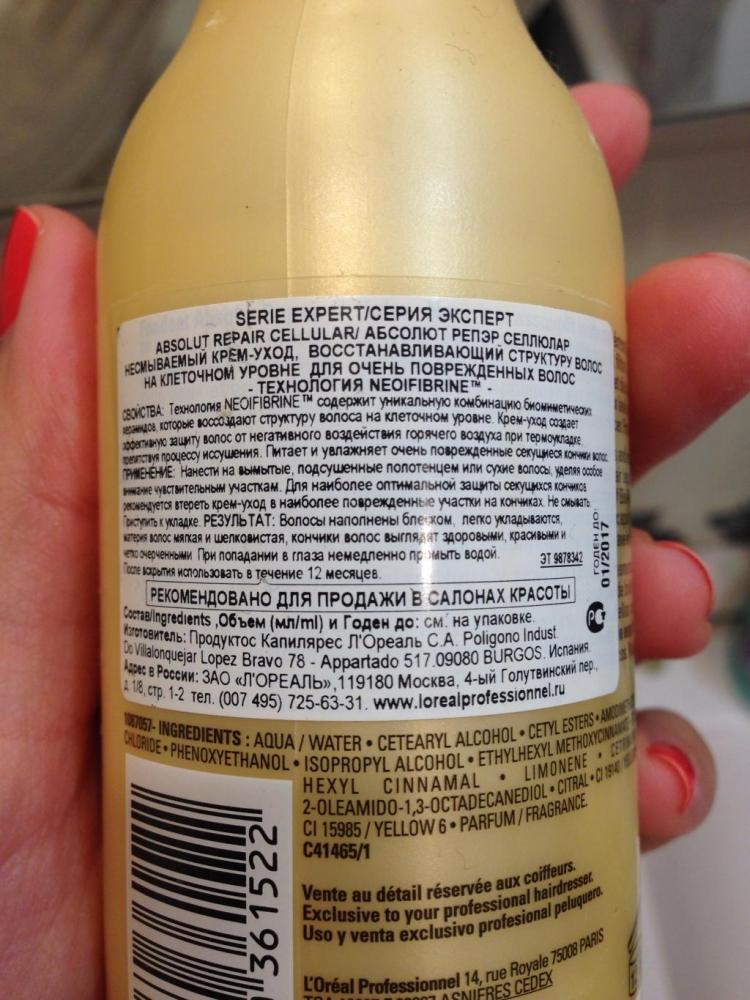 SERIE EXPERT/СЕРИЯ ЭКСПЕРТ
ABSOLUT REPAIR CELLULAR/ АБСОЛЮТ РЕПЭР СЕЛЛЮЛАР
НЕСМЫВАЕМЫЙ КРЕМ-УХОД, ВОССТАНАВЛИВАЮЩИЙ СТРУКТУРУ ВОЛОС
НА КЛЕТОЧНОМ УРОВНЕ ДЛЯ ОЧЕНЬ ПОВРЕЖДЕННЫХ ВОЛОС
- ТЕХНОЛОГИЯ NEOIFIBRINE™ -
СВОЙСТВА: Технология NEOIFIBRINE™ содержит уникальную комбинацию биомиметических
керамидов, которые воссоздают структуру волоса на клеточном уровне. Крем-уход создает
эффективную защиту волос от негативного воздействия горячего воздуха при термоукладке,
препятствуя процессу иссушения. Питает и увлажняет очень поврежденные секущиеся кончики волос.
ПРИМЕНЕНИЕ: Нанести на вымытые, подсушенные полотенцем или сухие волосы, уделяя особое
внимание чувствительным участкам. Для наиболее оптимальной защиты секущихся кончиков
рекомендуется втереть крем-уход в наиболее поврежденные участки на кончиках. Не смывать.
Приступить к укладке. РЕЗУЛЬТАТ: Волосы наполнены блеском, легко укладываются,
материя волос мягкая и шелковистая, кончики волос выглядят здоровыми, красивыми и
четко очерченными При попадании в глаза немедленно промыть водой.
После вскрытия использовать в течение 12 месяцев.
ЭТ 9878342
ГОДЕН ДО:
01/2017
РЕКОМЕНДОВАНО ДЛЯ ПРОДАЖИ В САЛОНАХ КРАСОТЫ
Состав/Ingredients ,Объем (мл/ml) и Годен до: см. на упаковке.
Изготовитель: Продуктос Капилярес Л'Ореаль С.А. Poligono Indust.
Do Villalonquejar Lopez Bravo 78 - Appartado 517.09080 BURGOS. Испания.
Адрес в России: ЗАО «Л'ОРЕАЛЬ»,119180 Москва, 4-ый Голутвинский пер.,
д. 1/8, стр. 1-2 тел. (007 495) 725-63-31. www.lorealprofessionnel.ru
1087057- INGREDIENTS : AQUA / WATER • CETEARYL ALCOHOL • CETYL ESTERS •
CHLORIDE • PHENOXYETHANOL • ISOPROPYL ALCOHOL • ETHYLHEXYL METHOXYCINNAMATE
HEXYL CINNAMAL • LIMONENE •
2-OLEAMIDO-1,3-OCTADECANEDIOL • CITRAL • CI 19140 /
CI 15985 / YELLOW 6 • PARFUM / FRAGRANCE.
C41465/1
361522
Vente au détail réservée aux coiffeurs.
Exclusive to your professional hairdresser.
Uso y venta exclusivo profesional peluquero.
L'Oréal Professionnel 14, rue Royale 75008 PARIS
ASNIERES CEDEX